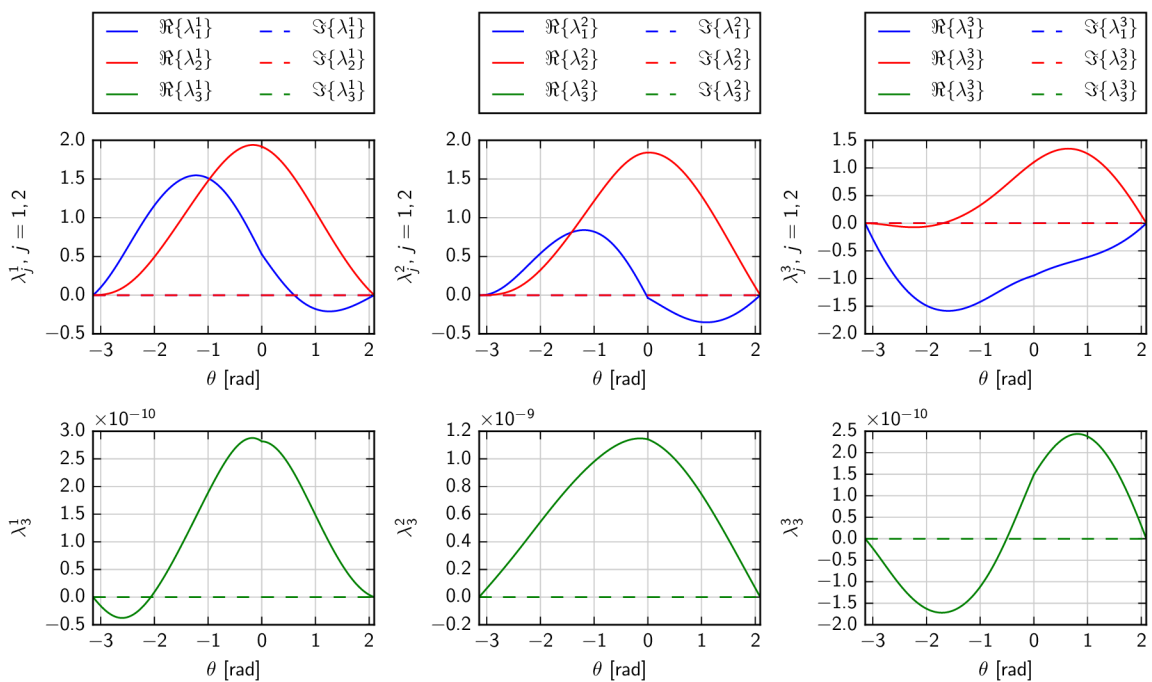 ℜ{λ₁¹} ℑ{λ₁¹}
ℜ{λ₂¹} ℑ{λ₂¹}
ℜ{λ₃¹} ℑ{λ₃¹}
ℜ{λ₁²} ℑ{λ₁²}
ℜ{λ₂²} ℑ{λ₂²}
ℜ{λ₃²} ℑ{λ₃²}
ℜ{λ₁³} ℑ{λ₁³}
ℜ{λ₂³} ℑ{λ₂³}
ℜ{λ₃³} ℑ{λ₃³}
λⱼ¹, j = 1, 2
2.0
1.5
1.0
0.5
0.0
−0.5
−3 −2 −1 0 1 2
θ [rad]
λⱼ², j = 1, 2
2.0
1.5
1.0
0.5
0.0
−0.5
−3 −2 −1 0 1 2
θ [rad]
λⱼ³, j = 1, 2
1.5
1.0
0.5
0.0
−0.5
−1.0
−1.5
−2.0
−3 −2 −1 0 1 2
θ [rad]
×10⁻¹⁰
λ₃¹
3.0
2.5
2.0
1.5
1.0
0.5
0.0
−0.5
−3 −2 −1 0 1 2
θ [rad]
×10⁻⁹
λ₃²
1.2
1.0
0.8
0.6
0.4
0.2
0.0
−0.2
−3 −2 −1 0 1 2
θ [rad]
×10⁻¹⁰
λ₃³
2.5
2.0
1.5
1.0
0.5
0.0
−0.5
−1.0
−1.5
−2.0
−3 −2 −1 0 1 2
θ [rad]